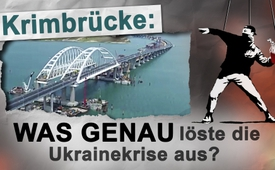 Krimbrücke:
WAS GENAU löste die
Ukrainekrise aus?